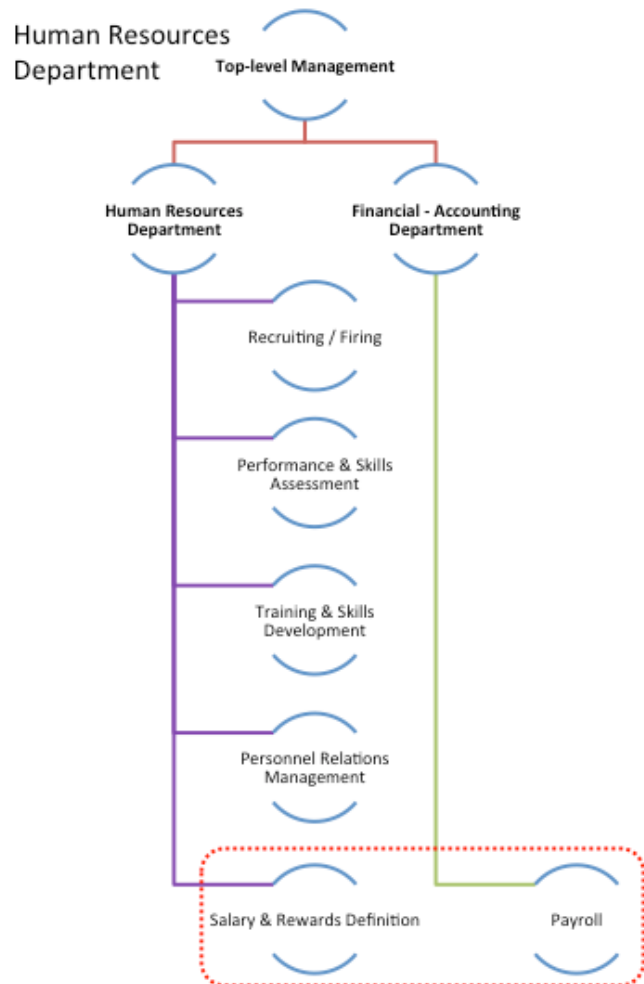 Human Resources
Department
Top-level Management
Human Resources
Department
Financial - Accounting
Department
Recruiting / Firing
Performance & Skills
Assessment
Training & Skills
Development
Personnel Relations
Management
Salary & Rewards Definition
Payroll